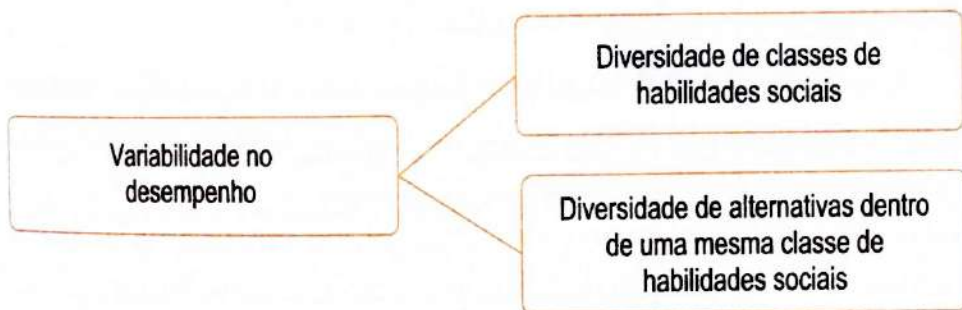 Variabilidade no
desempenho
Diversidade de classes de
habilidades sociais
Diversidade de alternativas dentro
de uma mesma classe de
habilidades sociais